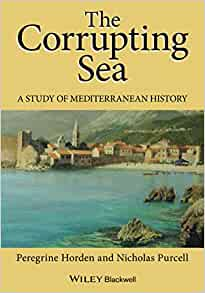 The
Corrupting
Sea
A STUDY OF MEDITERRANEAN HISTORY
Peregrine Horden and Nicholas Purcell
WILEY Blackwell